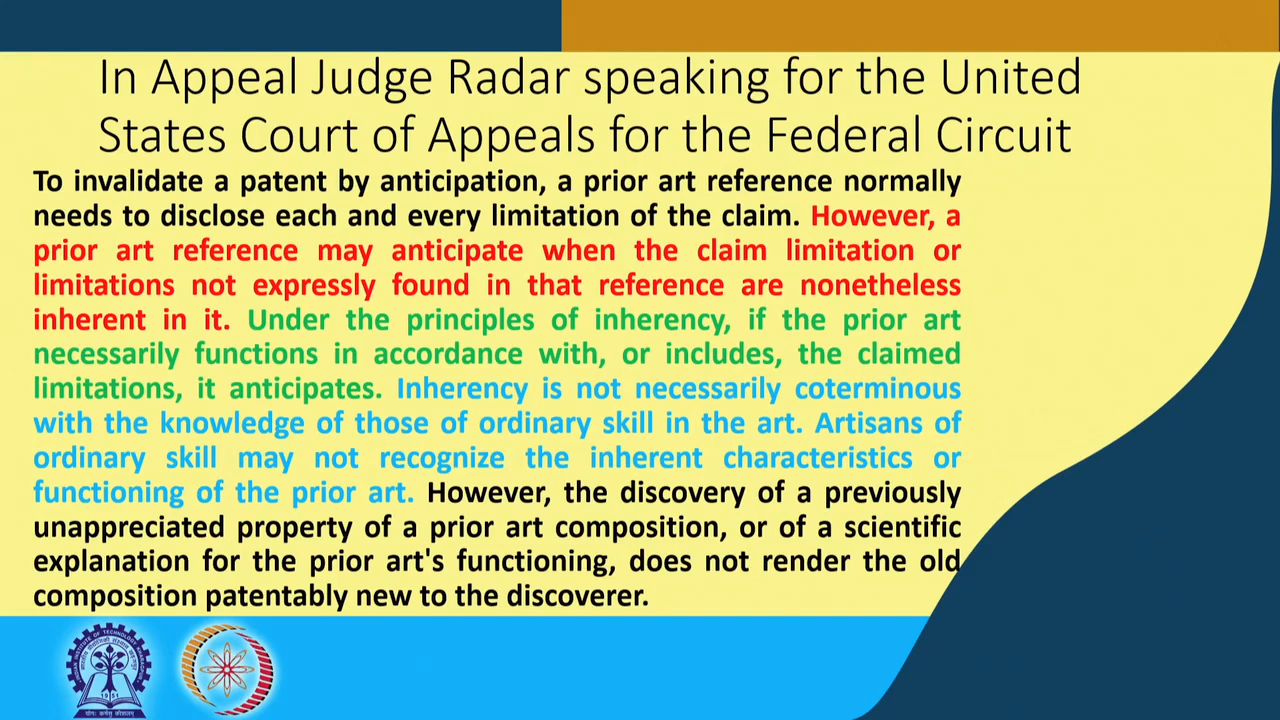 In Appeal Judge Radar speaking for the United
States Court of Appeals for the Federal Circuit
To invalidate a patent by anticipation, a prior art reference normally
needs to disclose each and every limitation of the claim. However, a
prior art reference may anticipate when the claim limitation or
limitations not expressly found in that reference are nonetheless
inherent in it. Under the principles of inherency, if the prior art
necessarily functions in accordance with, or includes, the claimed
limitations, it anticipates. Inherency is not necessarily coterminous
with the knowledge of those of ordinary skill in the art. Artisans of
ordinary skill may not recognize the inherent characteristics or
functioning of the prior art. However, the discovery of a previously
unappreciated property of a prior art composition, or of a scientific
explanation for the prior art's functioning, does not render the old
composition patentably new to the discoverer.
1951
योगः कर्मसु कौशलम्